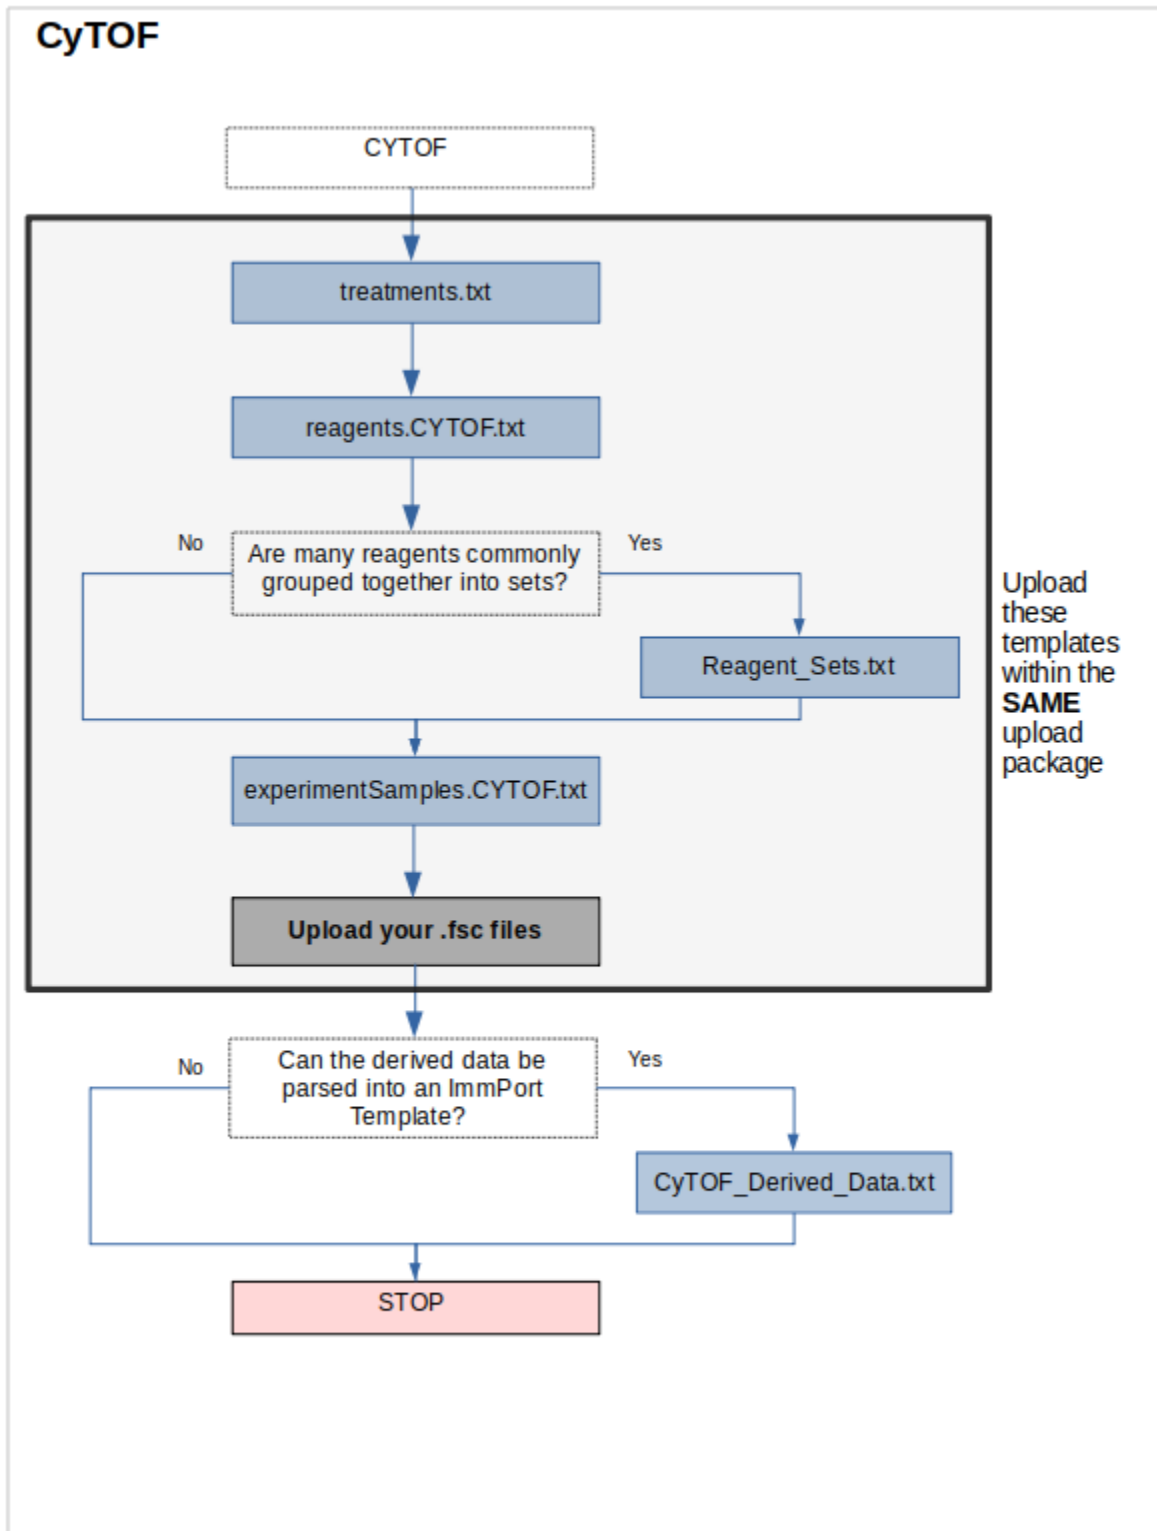 CyTOF
CYTOF
treatments.txt
reagents.CYTOF.txt
No
Are many reagents commonly
grouped together into sets?
Yes
Reagent_Sets.txt
Upload
these
templates
within the
SAME
upload
package
experimentSamples.CYTOF.txt
Upload your .fsc files
No
Can the derived data be
parsed into an ImmPort
Template?
Yes
CyTOF_Derived_Data.txt
STOP